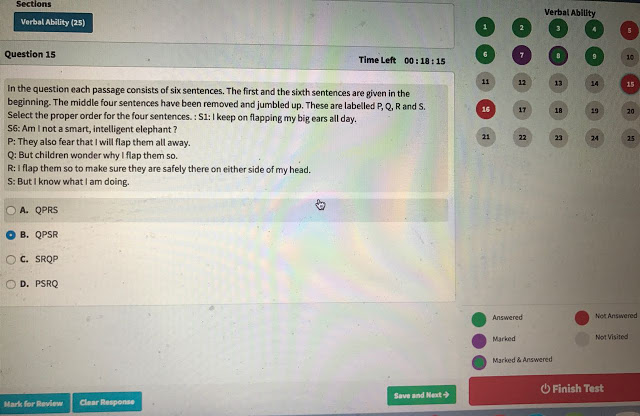 Sections
Verbal Ability (25)
Question 15
Time Left 00:18:15
In the question each passage consists of six sentences. The first and the sixth sentences are given in the
beginning. The middle four sentences have been removed and jumbled up. These are labelled P, Q, R and S.
Select the proper order for the four sentences. : S1: I keep on flapping my big ears all day.
S6: Am I not a smart, intelligent elephant ?
P: They also fear that I will flap them all away.
Q: But children wonder why I flap them so.
R: I flap them so to make sure they are safely there on either side of my head.
S: But I know what I am doing.
A. QPRS
B. QPSR
C. SRQP
D. PSRQ
Mark for Review
Clear Response
Save and Next →
Verbal Ability
1 2 3 4 5
6 7 8 9 10
11 12 13 14 15
16 17 18 19 20
21 22 23 24 25
Answered
Not Answered
Marked
Not Visited
Marked & Answered
Finish Test